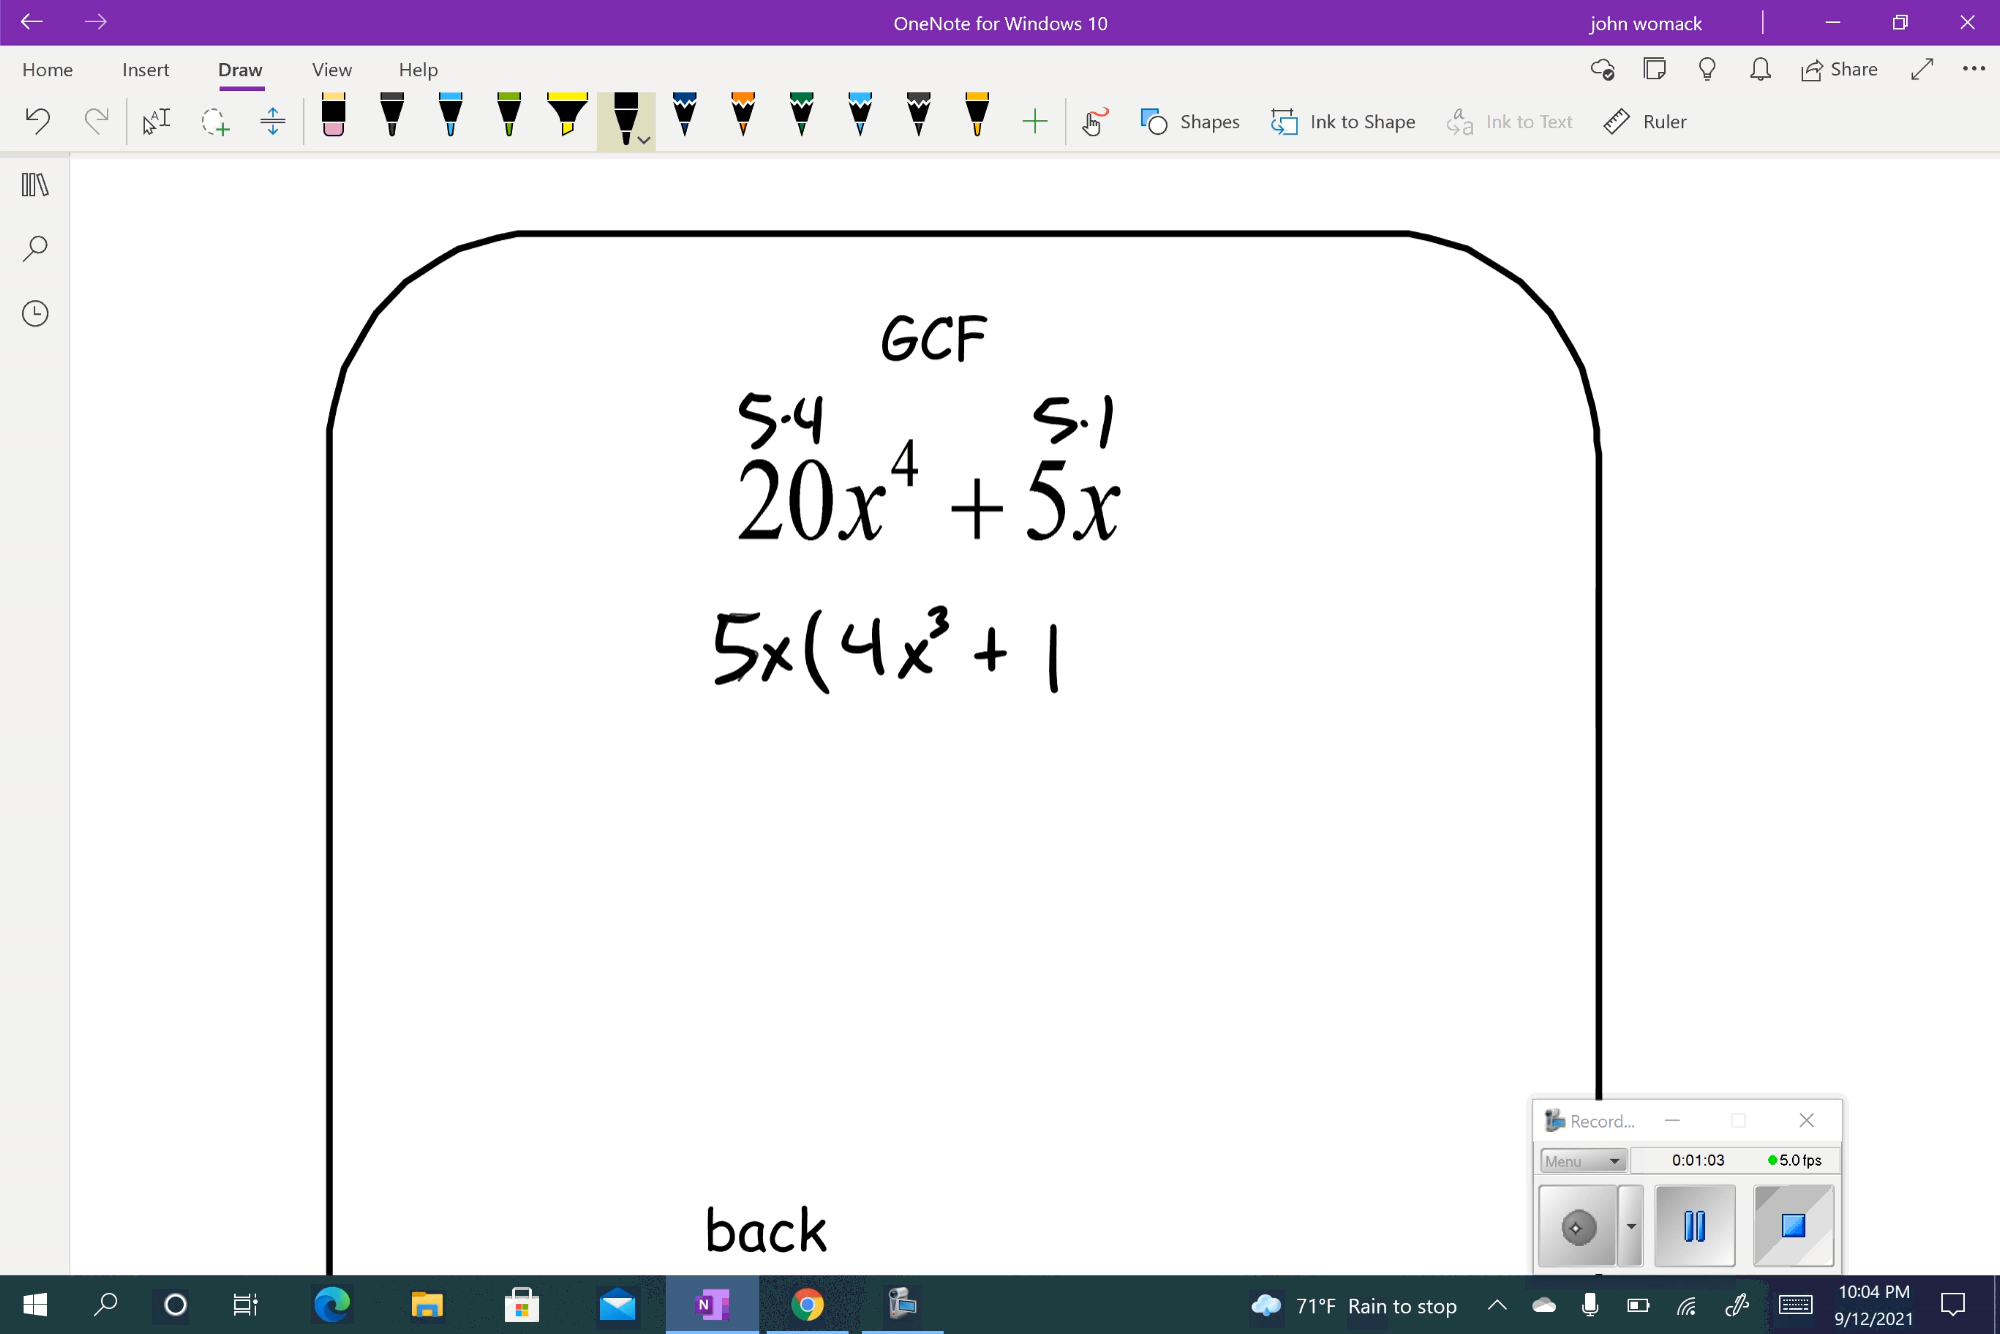 OneNote for Windows 10 john womack
Home Insert Draw View Help Share
Shapes Ink to Shape Ink to Text Ruler
GCF
5·4 5·1
20x⁴ + 5x
5x(4x³ + 1
back
Record...
Menu 0:01:03 5.0 fps
71°F Rain to stop 10:04 PM
9/12/2021